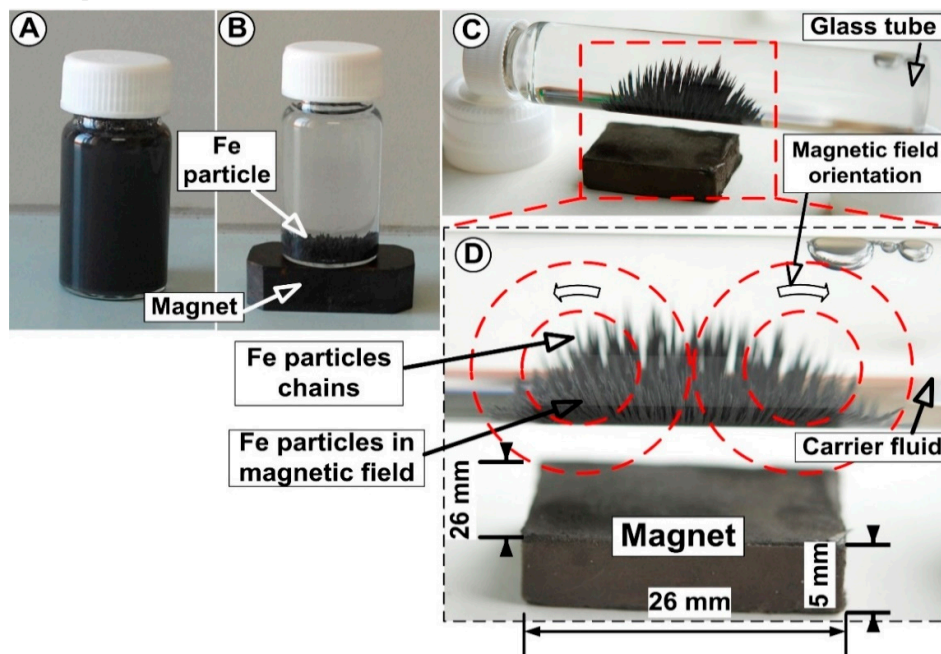 A
B
Fe
particle
Magnet
C
Glass tube
Magnetic field
orientation
D
Fe particles
chains
Fe particles in
magnetic field
Carrier fluid
26 mm
Magnet
5 mm
26 mm